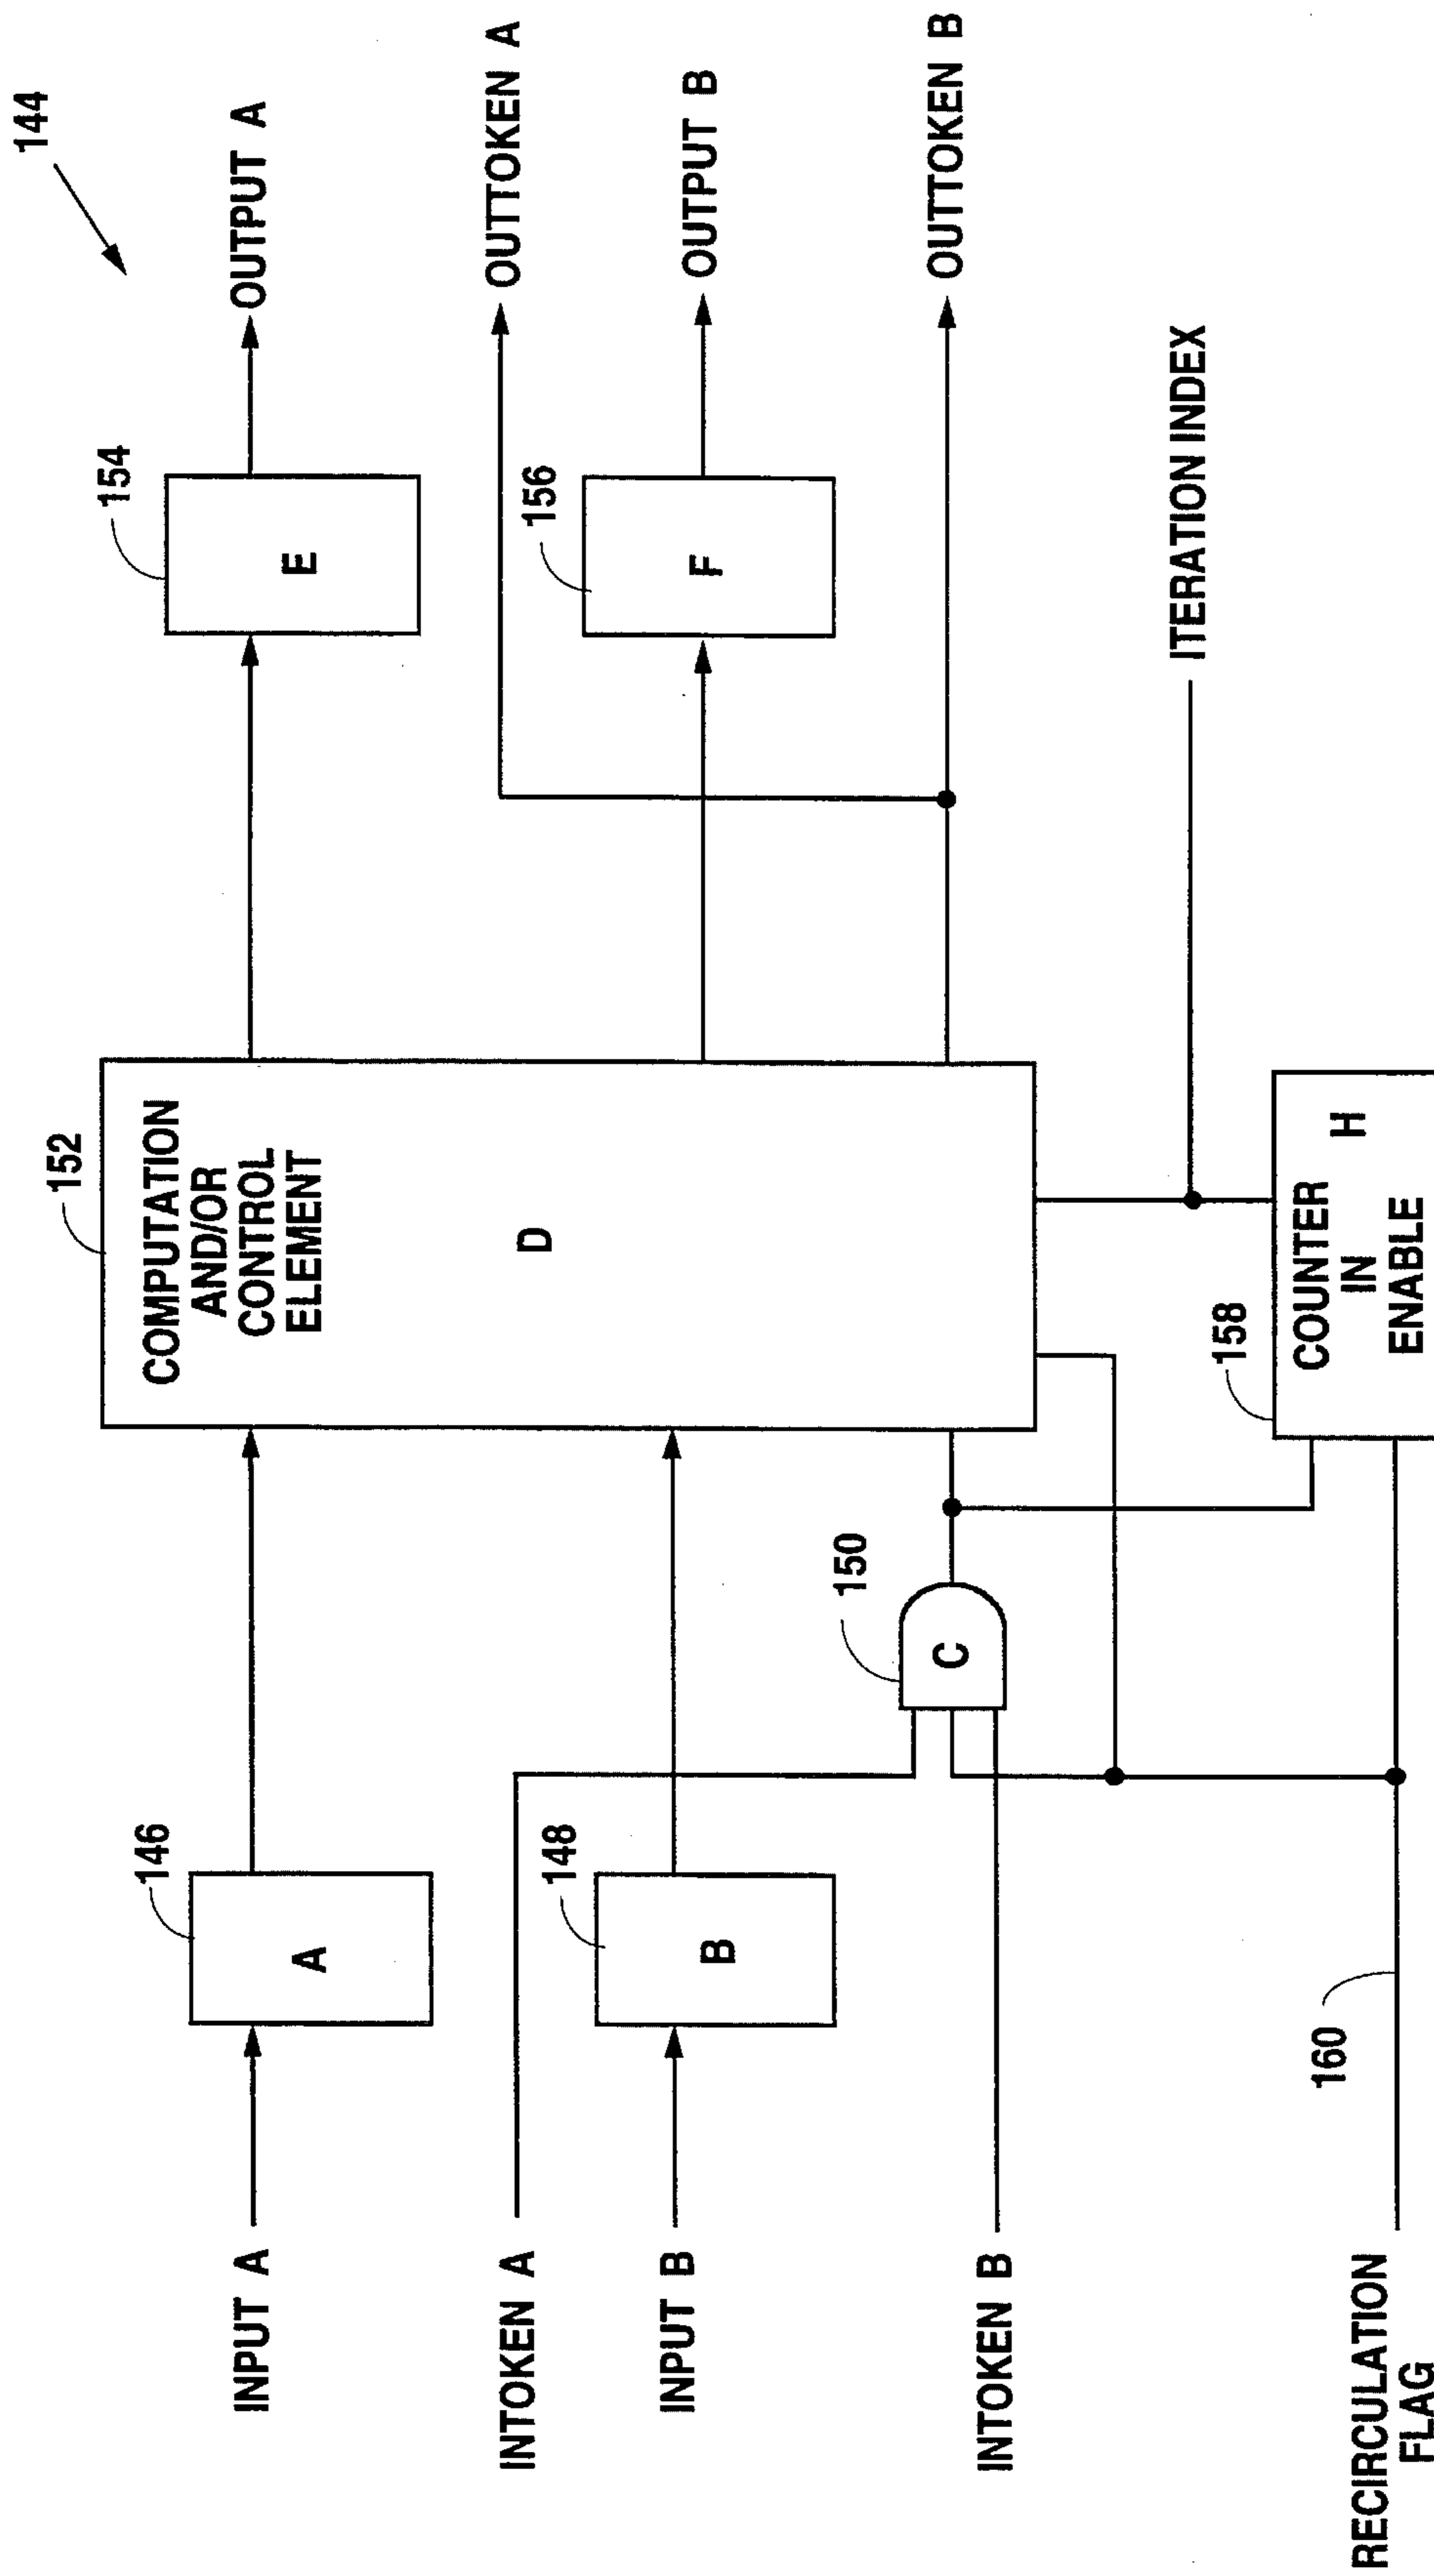 144
152
COMPUTATION
AND/OR
CONTROL
ELEMENT
D
146
A
154
E
INPUT A
OUTPUT A
INTOKEN A
OUTTOKEN A
148
B
156
F
INPUT B
OUTPUT B
150
C
INTOKEN B
OUTTOKEN B
ITERATION INDEX
158
COUNTER
H
IN
ENABLE
160
RECIRCULATION
FLAG